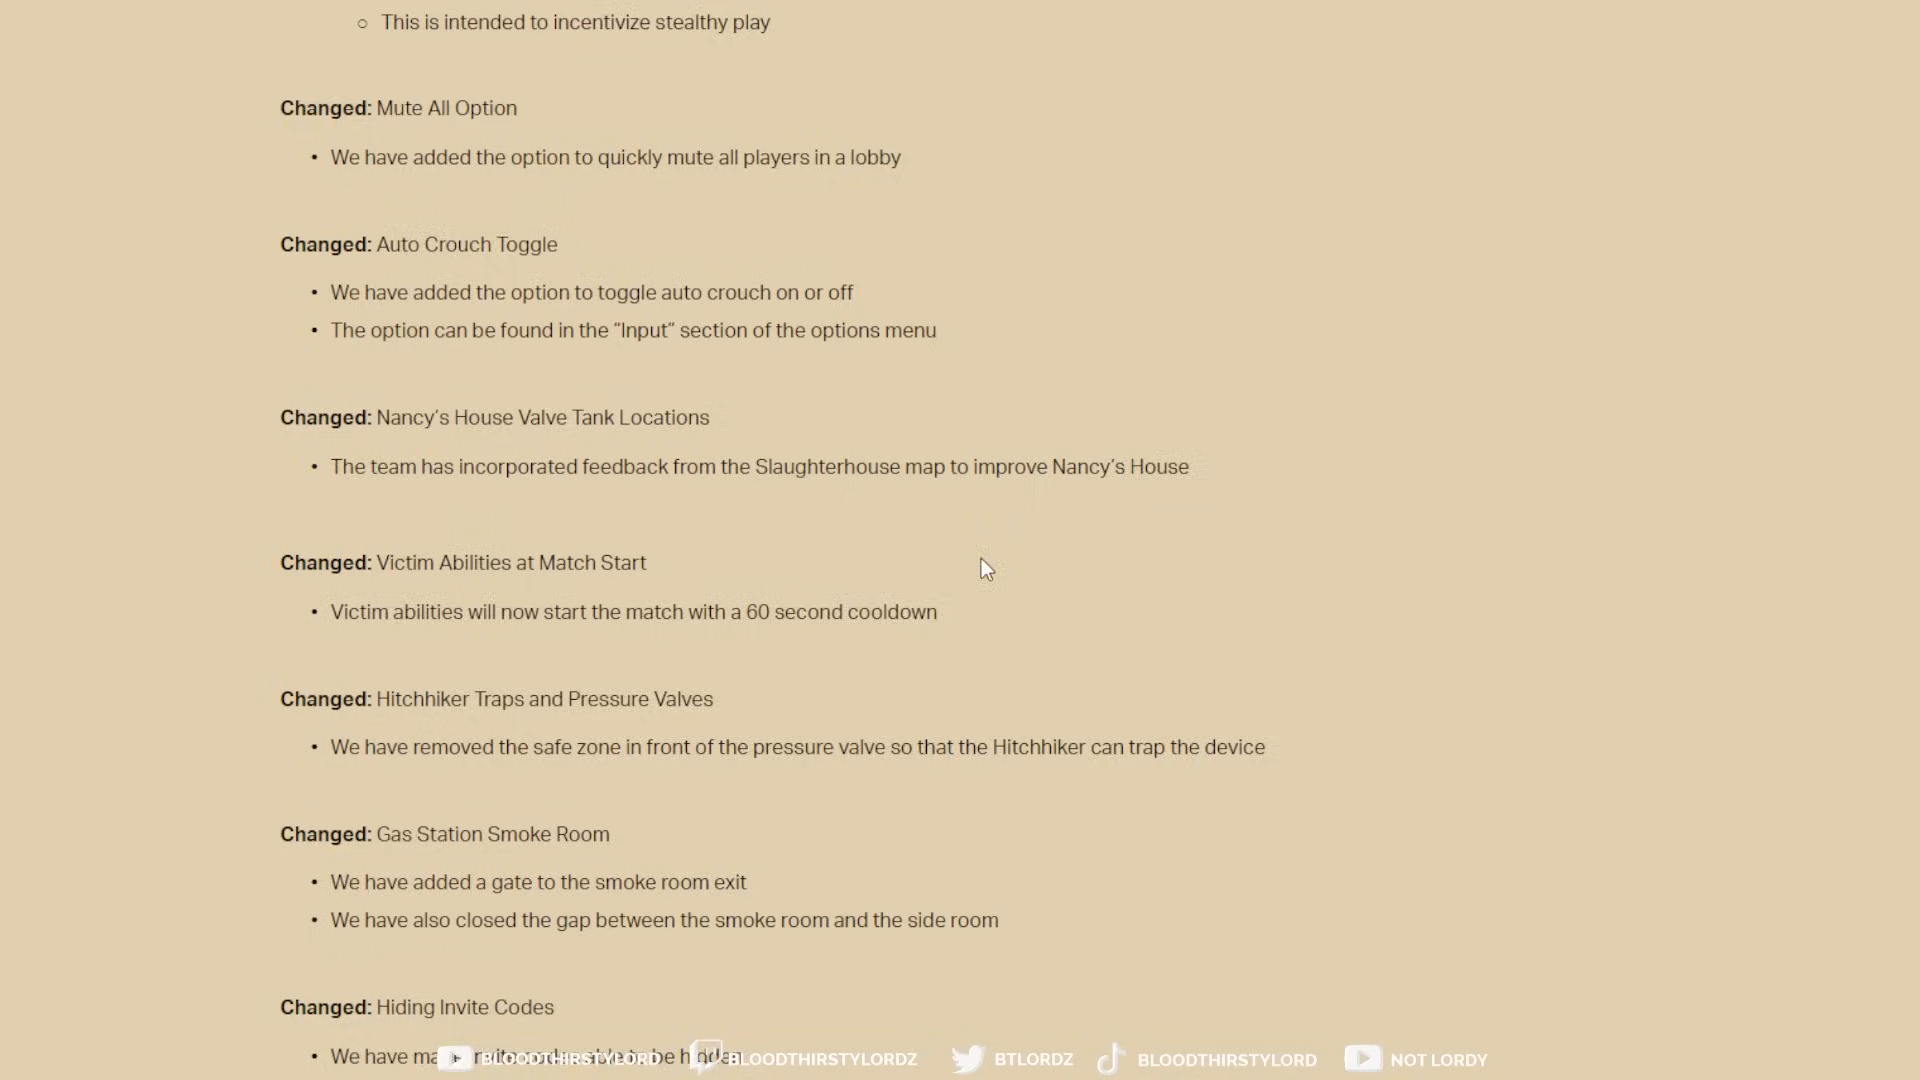 ○ This is intended to incentivize stealthy play
Changed: Mute All Option
• We have added the option to quickly mute all players in a lobby
Changed: Auto Crouch Toggle
• We have added the option to toggle auto crouch on or off
• The option can be found in the “Input” section of the options menu
Changed: Nancy’s House Valve Tank Locations
• The team has incorporated feedback from the Slaughterhouse map to improve Nancy’s House
Changed: Victim Abilities at Match Start
• Victim abilities will now start the match with a 60 second cooldown
Changed: Hitchhiker Traps and Pressure Valves
• We have removed the safe zone in front of the pressure valve so that the Hitchhiker can trap the device
Changed: Gas Station Smoke Room
• We have added a gate to the smoke room exit
• We have also closed the gap between the smoke room and the side room
Changed: Hiding Invite Codes
• We have
BLOODTHIRSTYLORD BLOODTHIRSTYLORDZ BTLORDZ BLOODTHIRSTYLORD NOT LORDY